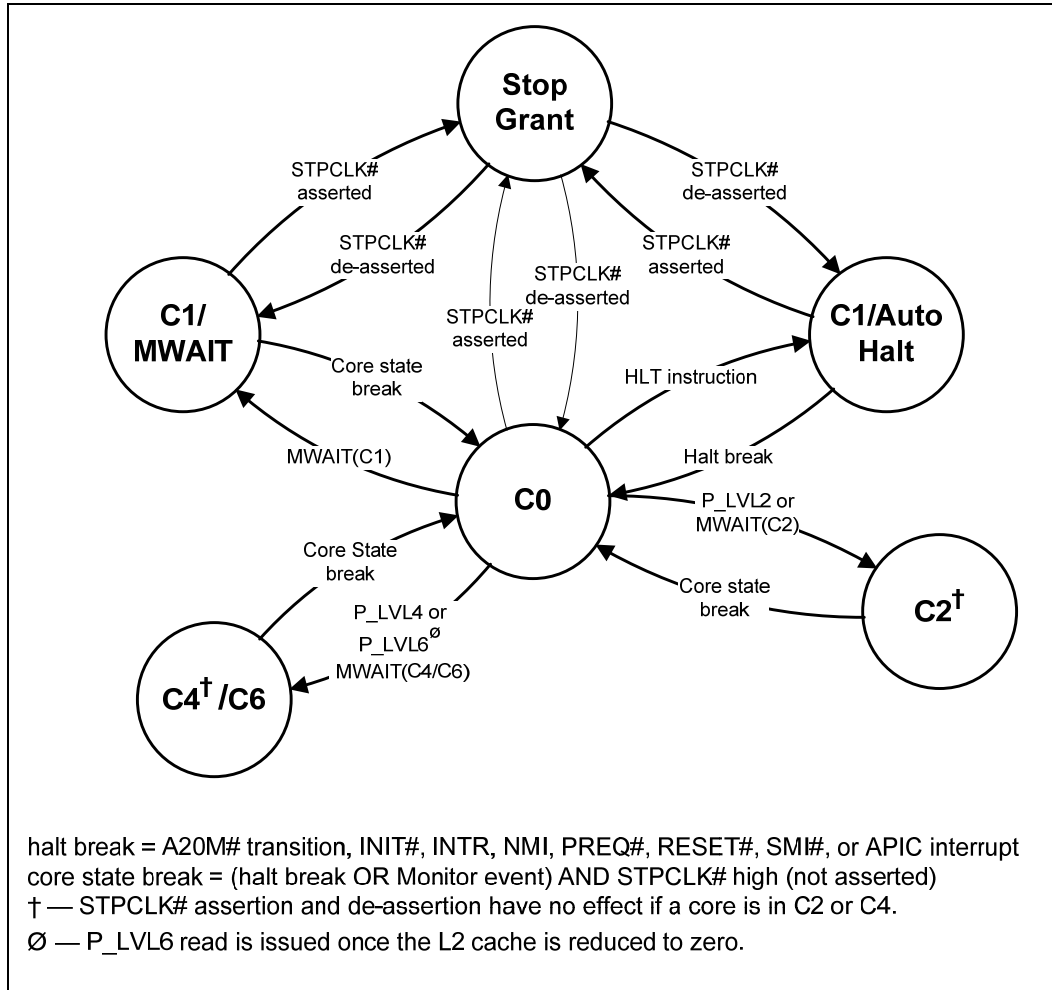 Stop
Grant
STPCLK#
asserted
STPCLK#
de-asserted
STPCLK#
de-asserted
STPCLK#
asserted
STPCLK#
de-asserted
STPCLK#
asserted
C1/
MWAIT
C1/Auto
Halt
Core state
break
HLT instruction
MWAIT(C1)
Halt break
C0
P_LVL2 or
MWAIT(C2)
Core State
break
Core state
break
C2†
P_LVL4 or
P_LVL6ø
MWAIT(C4/C6)
C4† /C6
halt break = A20M# transition, INIT#, INTR, NMI, PREQ#, RESET#, SMI#, or APIC interrupt
core state break = (halt break OR Monitor event) AND STPCLK# high (not asserted)
† — STPCLK# assertion and de-assertion have no effect if a core is in C2 or C4.
Ø — P_LVL6 read is issued once the L2 cache is reduced to zero.